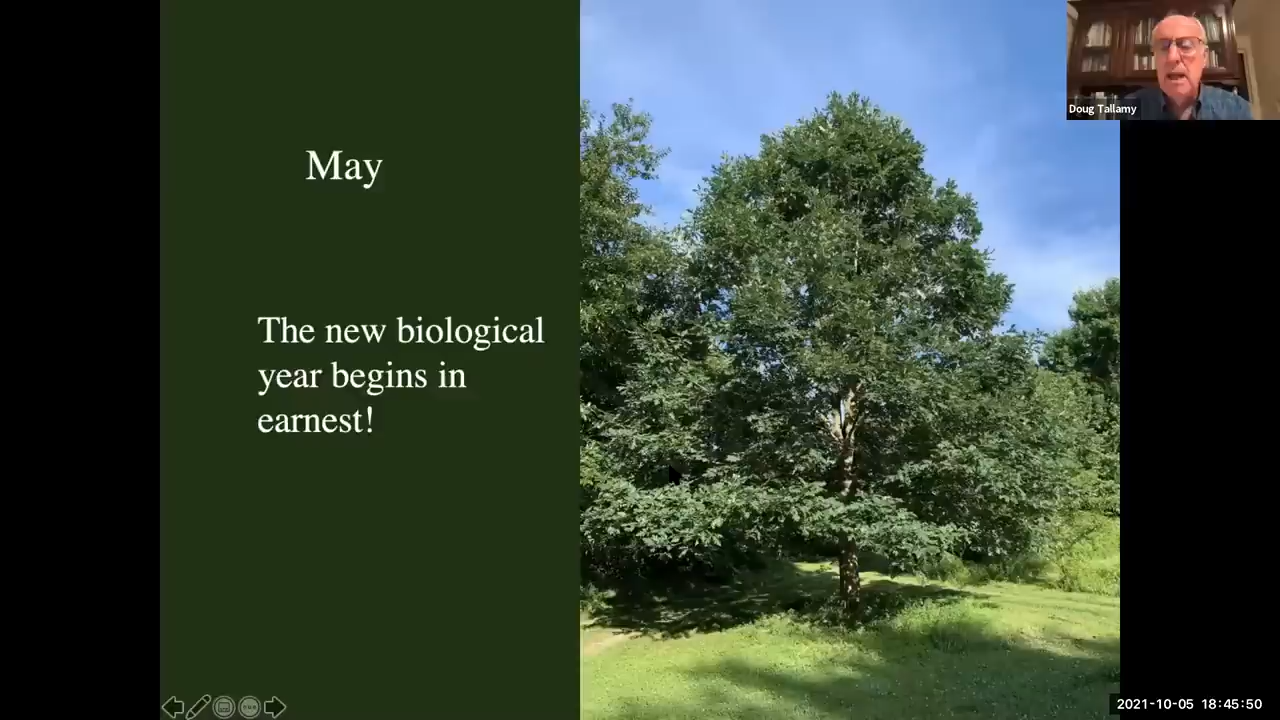 May
The new biological
year begins in
earnest!
Doug Tallamy
2021-10-05 18:45:50